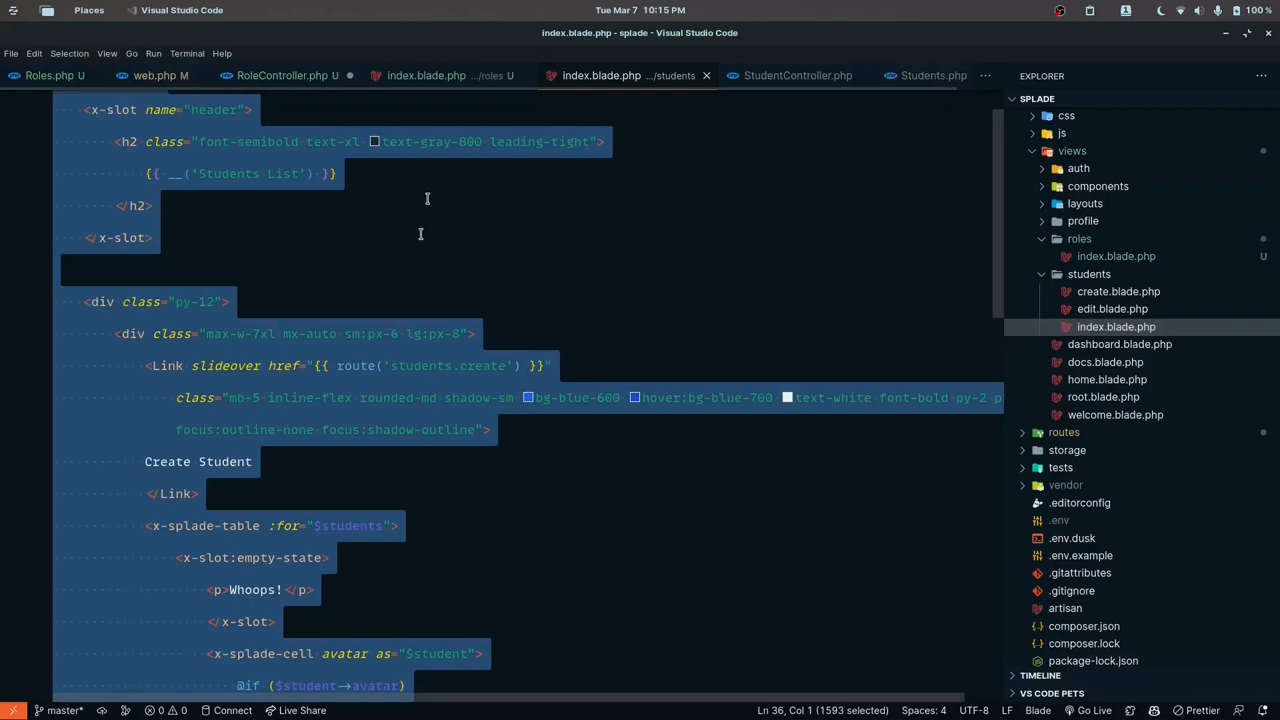 Places
Visual Studio Code
Tue Mar 7 10:15 PM
1
100 %
index.blade.php - splade - Visual Studio Code
File Edit Selection View Go Run Terminal Help
Roles.php U
web.php M
RoleController.php U
index.blade.php .../roles U
index.blade.php .../students
StudentController.php
Students.php
<x-slot name="header">
<h2 class="font-semibold text-xl text-gray-800 leading-tight">
{{ __('Students List') }}
</h2>
</x-slot>
<div class="py-12">
<div class="max-w-7xl mx-auto sm:px-6 lg:px-8">
<Link slideover href="{{ route('students.create') }}"
class="mb-5 inline-flex rounded-md shadow-sm bg-blue-600 hover:bg-blue-700 text-white font-bold py-2 p
focus:outline-none focus:shadow-outline">
Create Student
</Link>
<x-splade-table :for="$students">
<x-slot:empty-state>
<p>Whoops!</p>
</x-slot>
<x-splade-cell avatar as="$student">
@if ($student->avatar)
EXPLORER
SPLADE
css
js
views
auth
components
layouts
profile
roles
index.blade.php U
students
create.blade.php
edit.blade.php
index.blade.php
dashboard.blade.php
docs.blade.php
home.blade.php
root.blade.php
welcome.blade.php
routes
storage
tests
vendor
.editorconfig
.env
.env.dusk
.env.example
.gitattributes
.gitignore
artisan
composer.json
composer.lock
package-lock.json
TIMELINE
VS CODE PETS
master*
0 0
Connect
Live Share
Ln 36, Col 1 (1593 selected)
Spaces: 4
UTF-8
LF
Blade
Go Live
Prettier